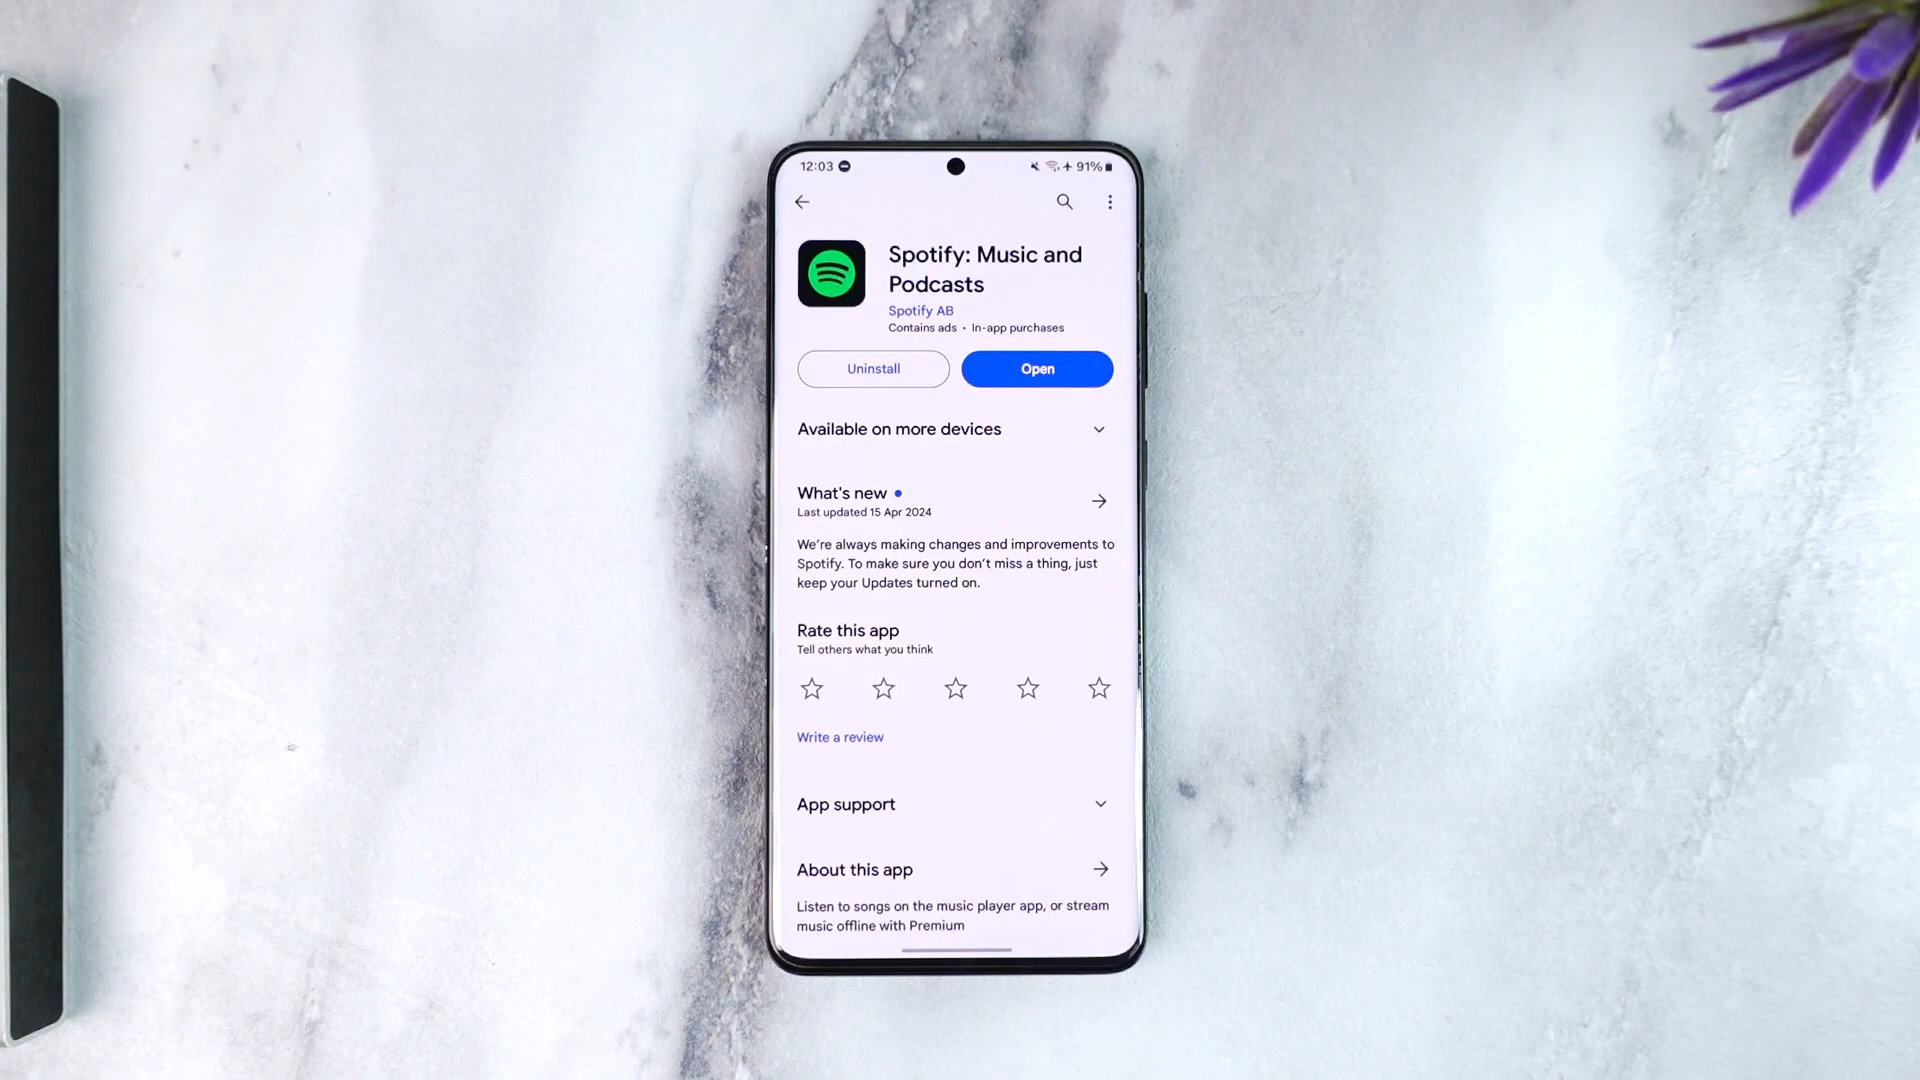 12:03 91%
Spotify: Music and
Podcasts
Spotify AB
Contains ads • In-app purchases
Uninstall Open
Available on more devices
What's new
Last updated 15 Apr 2024
We’re always making changes and improvements to
Spotify. To make sure you don’t miss a thing, just
keep your Updates turned on.
Rate this app
Tell others what you think
Write a review
App support
About this app
Listen to songs on the music player app, or stream
music offline with Premium